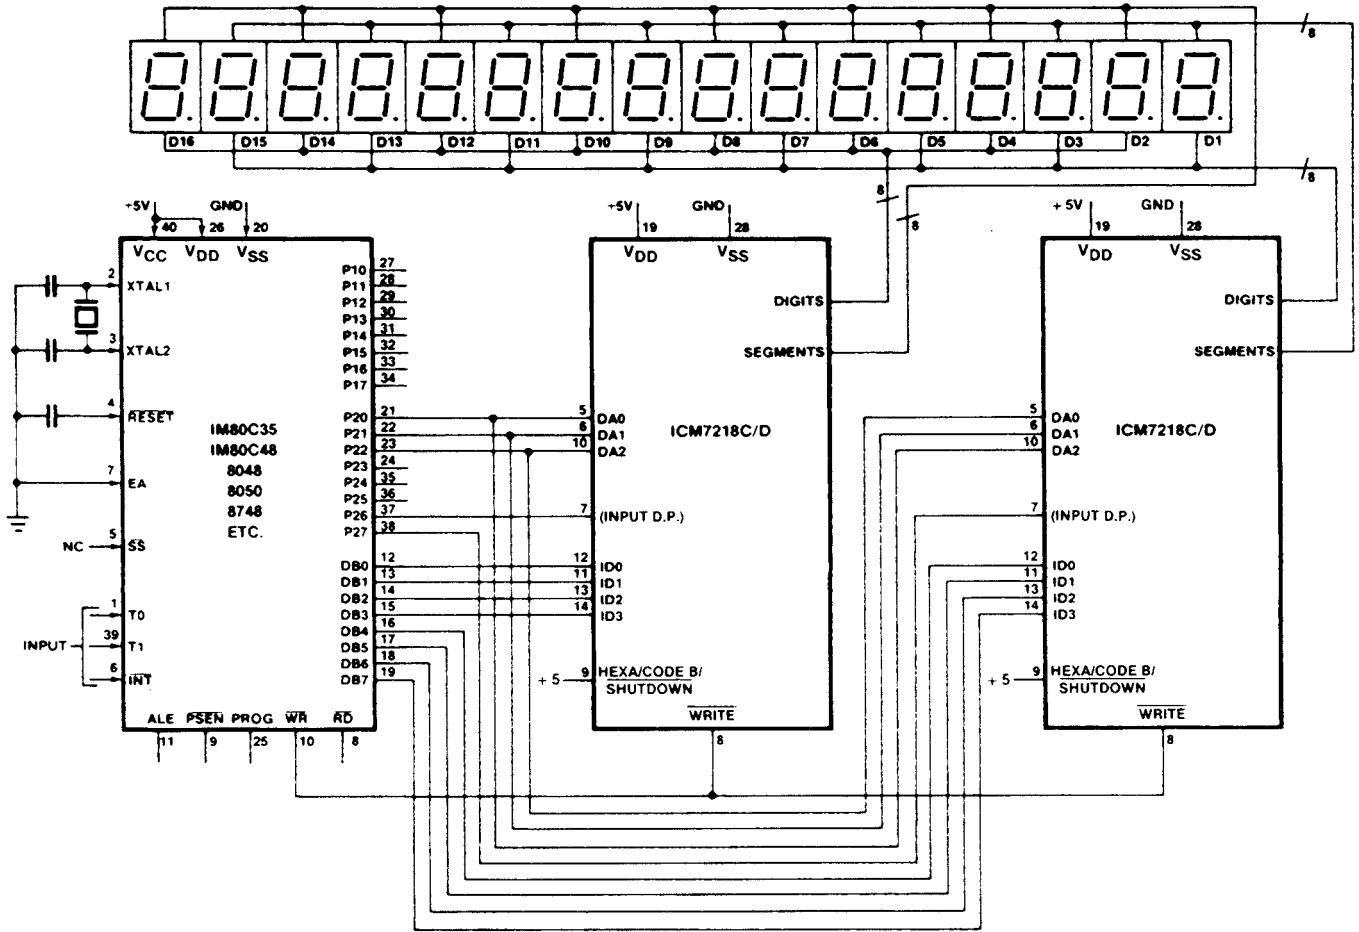 8
D16 D15 D14 D13 D12 D11 D10 D9 D8 D7 D6 D5 D4 D3 D2 D1
8
8
8
+5V GND
40 26 20
VCC VDD VSS
2 XTAL1
3 XTAL2
4 RESET
7 EA
NC 5 SS
INPUT
1 T0
39 T1
6 INT
IM80C35
IM80C48
8048
8050
8748
ETC.
P10 27
P11 28
P12 29
P13 30
P14 31
P15 32
P16 33
P17 34
P20 21
P21 22
P22 23
P23 24
P24 35
P25 36
P26 37
P27 38
DB0 12
DB1 13
DB2 14
DB3 15
DB4 16
DB5 17
DB6 18
DB7 19
ALE PSEN PROG WR RD
11 9 25 10 8
+5V GND
19 28
VDD VSS
DIGITS
SEGMENTS
5 DA0
6 DA1
10 DA2
ICM7218C/D
7 (INPUT D.P.)
12 ID0
11 ID1
13 ID2
14 ID3
+ 5 9 HEXA/CODE B/
SHUTDOWN
WRITE
8
+ 5V GND
19 28
VDD VSS
DIGITS
SEGMENTS
5 DA0
6 DA1
10 DA2
ICM7218C/D
7 (INPUT D.P.)
12 ID0
11 ID1
13 ID2
14 ID3
+ 5 9 HEXA/CODE B/
SHUTDOWN
WRITE
8